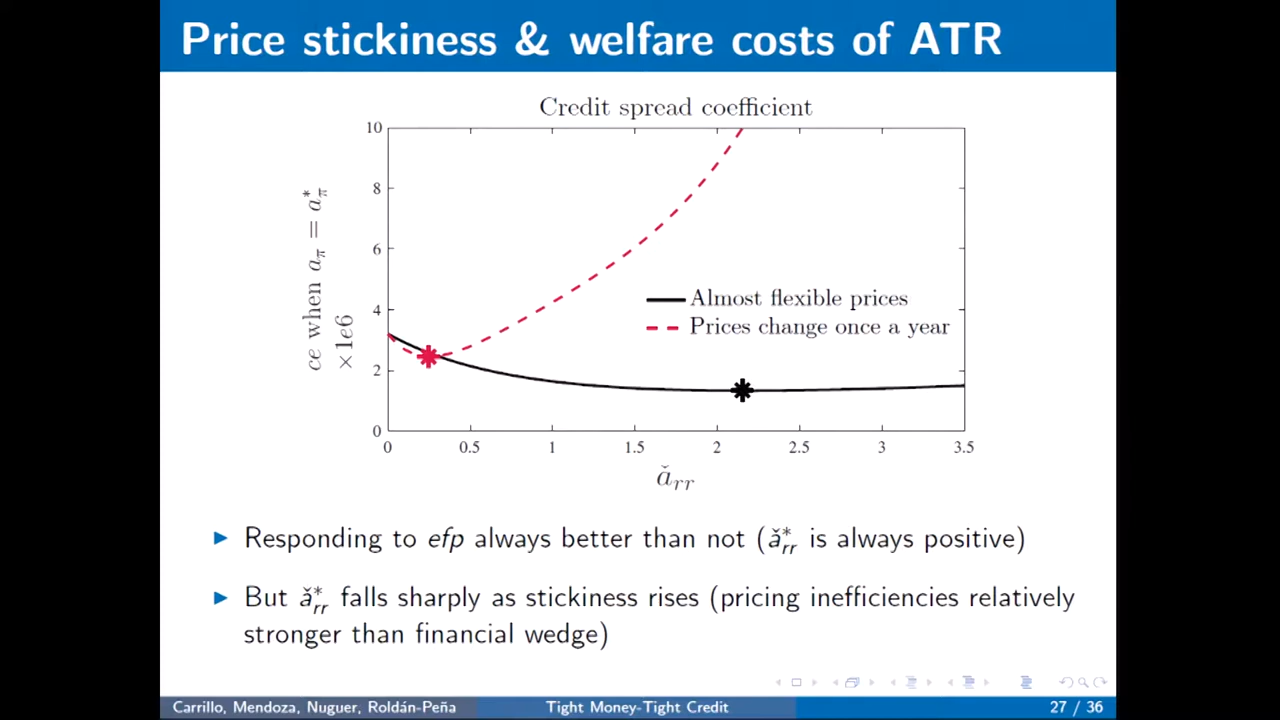 Price stickiness & welfare costs of ATR
Credit spread coefficient
ce when aπ = a*π
×1e6
10
8
6
4
2
0
0 0.5 1 1.5 2 2.5 3 3.5
ǎrr
Almost flexible prices
Prices change once a year
▶ Responding to efp always better than not (ǎ*rr is always positive)
▶ But ǎ*rr falls sharply as stickiness rises (pricing inefficiencies relatively
stronger than financial wedge)
Carrillo, Mendoza, Nuguer, Roldán-Peña Tight Money-Tight Credit 27 / 36